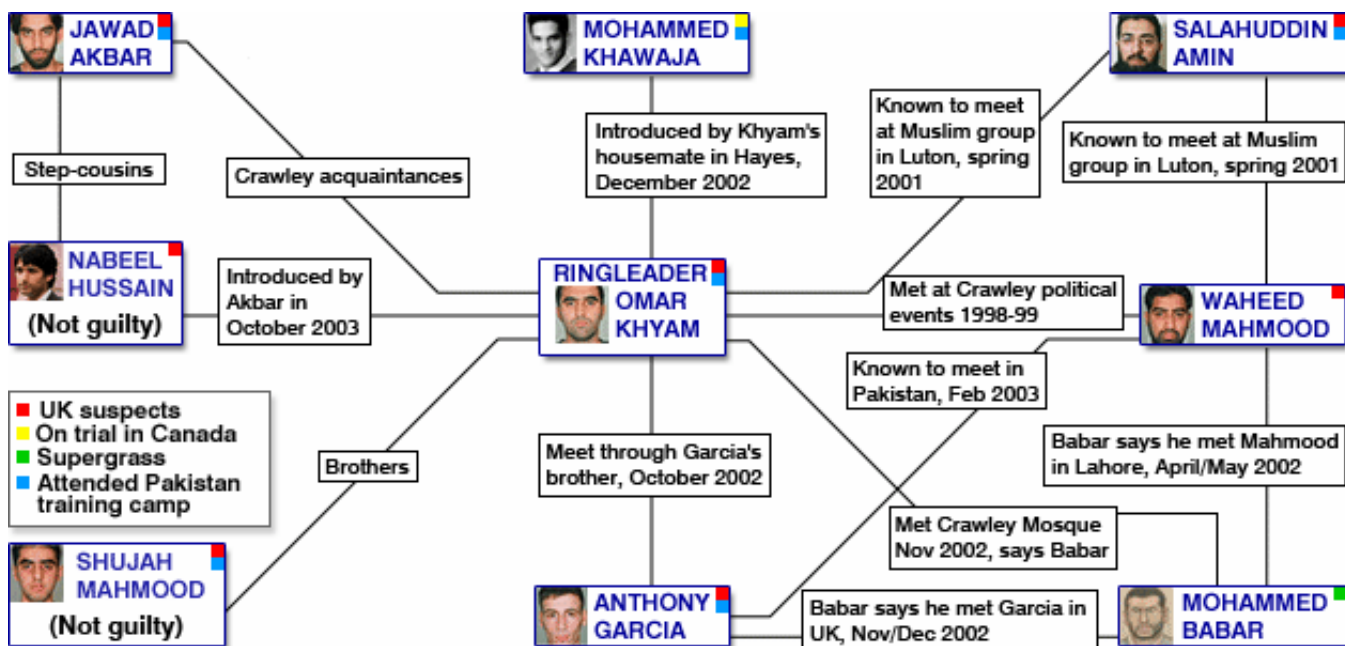 JAWAD
AKBAR
MOHAMMED
KHAWAJA
SALAHUDDIN
AMIN
Step-cousins
Crawley acquaintances
Introduced by Khyam's
housemate in Hayes,
December 2002
Known to meet
at Muslim group
in Luton, spring
2001
Known to meet at Muslim
group in Luton, spring 2001
NABEEL
HUSSAIN
(Not guilty)
Introduced by
Akbar in
October 2003
RINGLEADER
OMAR
KHYAM
Met at Crawley political
events 1998-99
WAHEED
MAHMOOD
Known to meet in
Pakistan, Feb 2003
UK suspects
On trial in Canada
Supergrass
Attended Pakistan
training camp
Brothers
Meet through Garcia's
brother, October 2002
Babar says he met Mahmood
in Lahore, April/May 2002
Met Crawley Mosque
Nov 2002, says Babar
SHUJAH
MAHMOOD
(Not guilty)
ANTHONY
GARCIA
Babar says he met Garcia in
UK, Nov/Dec 2002
MOHAMMED
BABAR